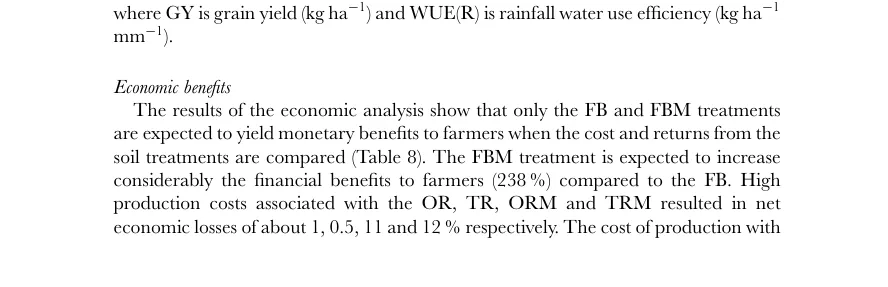 where GY is grain yield (kg ha⁻¹) and WUE(R) is rainfall water use efficiency (kg ha⁻¹
mm⁻¹).
Economic benefits
The results of the economic analysis show that only the FB and FBM treatments
are expected to yield monetary benefits to farmers when the cost and returns from the
soil treatments are compared (Table 8). The FBM treatment is expected to increase
considerably the financial benefits to farmers (238 %) compared to the FB. High
production costs associated with the OR, TR, ORM and TRM resulted in net
economic losses of about 1, 0.5, 11 and 12 % respectively. The cost of production with